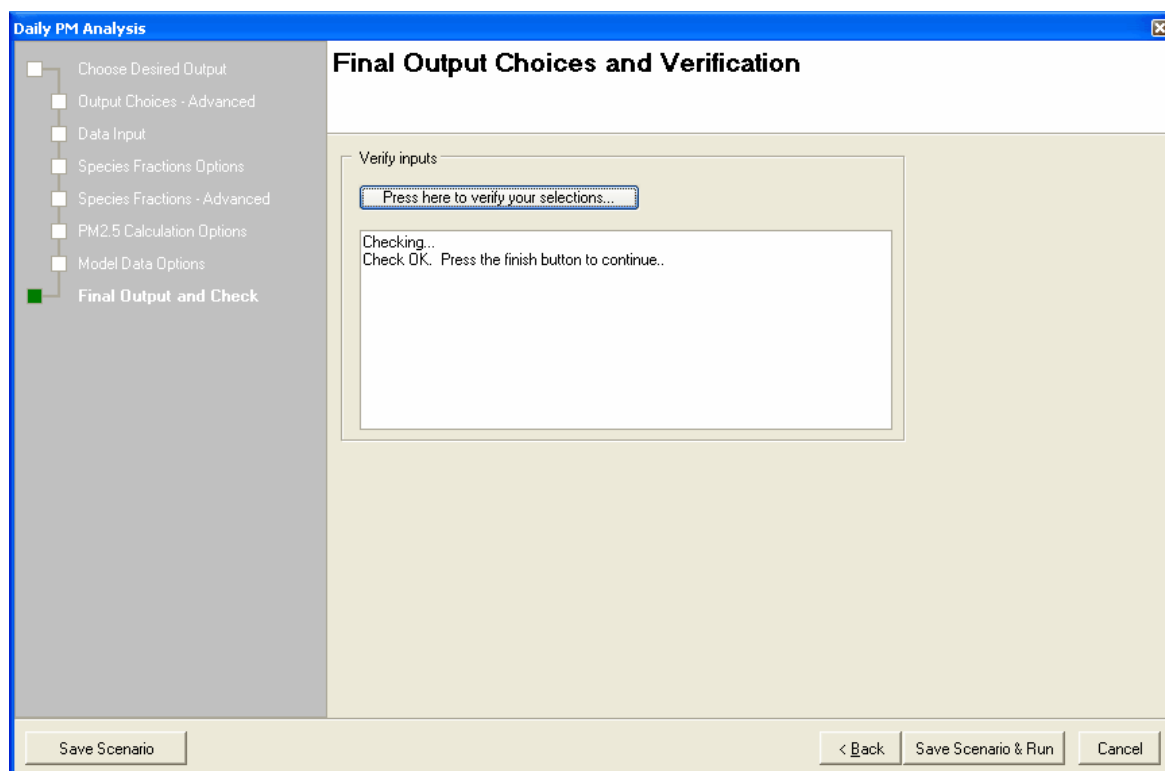 Daily PM Analysis
Choose Desired Output
Output Choices - Advanced
Data Input
Species Fractions Options
Species Fractions - Advanced
PM2.5 Calculation Options
Model Data Options
Final Output and Check
Final Output Choices and Verification
Verify inputs
Press here to verify your selections...
Checking...
Check OK.  Press the finish button to continue..
Save Scenario
< Back
Save Scenario & Run
Cancel